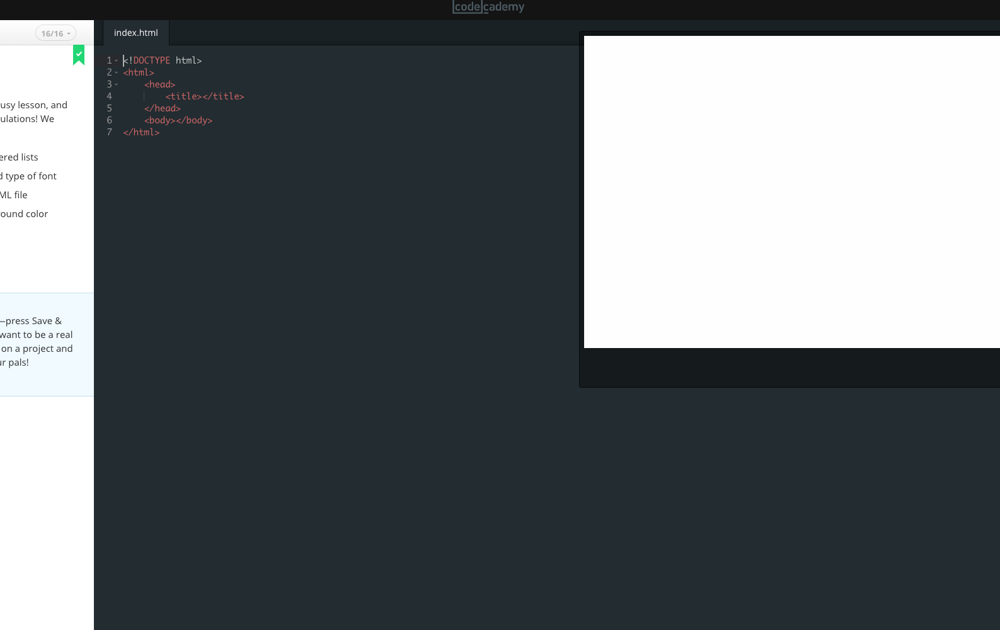 codecademy
16/16
index.html
usy lesson, and
ulations! We
ered lists
d type of font
ML file
ound color
—press Save &
want to be a real
on a project and
ur pals!
1 <!DOCTYPE html>
2 <html>
3 <head>
4 <title></title>
5 </head>
6 <body></body>
7 </html>